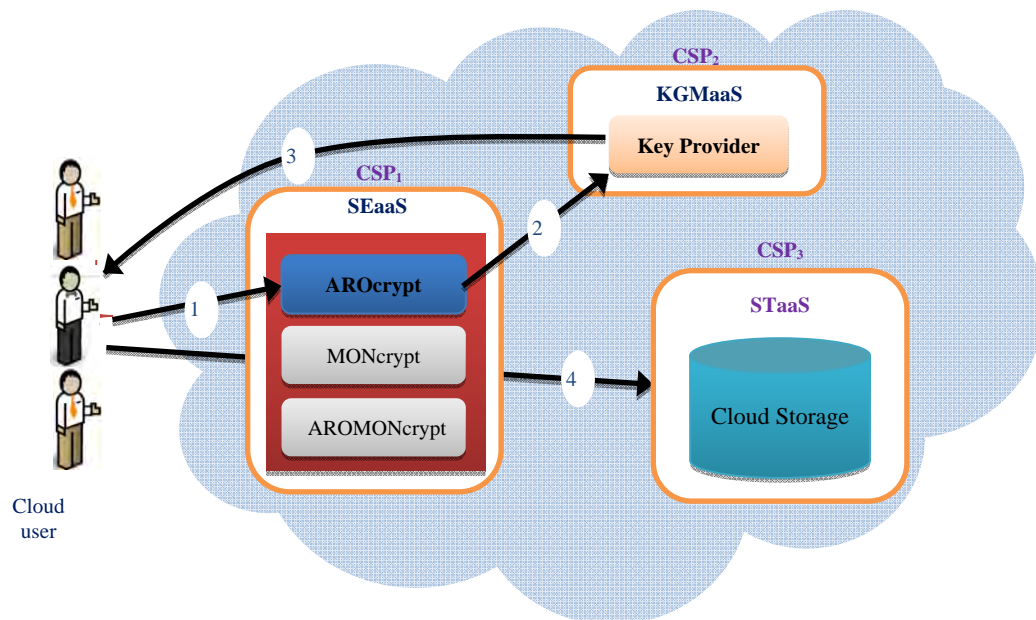 CSP2
KGMaaS
Key Provider
3
CSP1
SEaaS
2
AROcrypt
1
CSP3
STaaS
MONcrypt
4
Cloud Storage
AROMONcrypt
Cloud
user